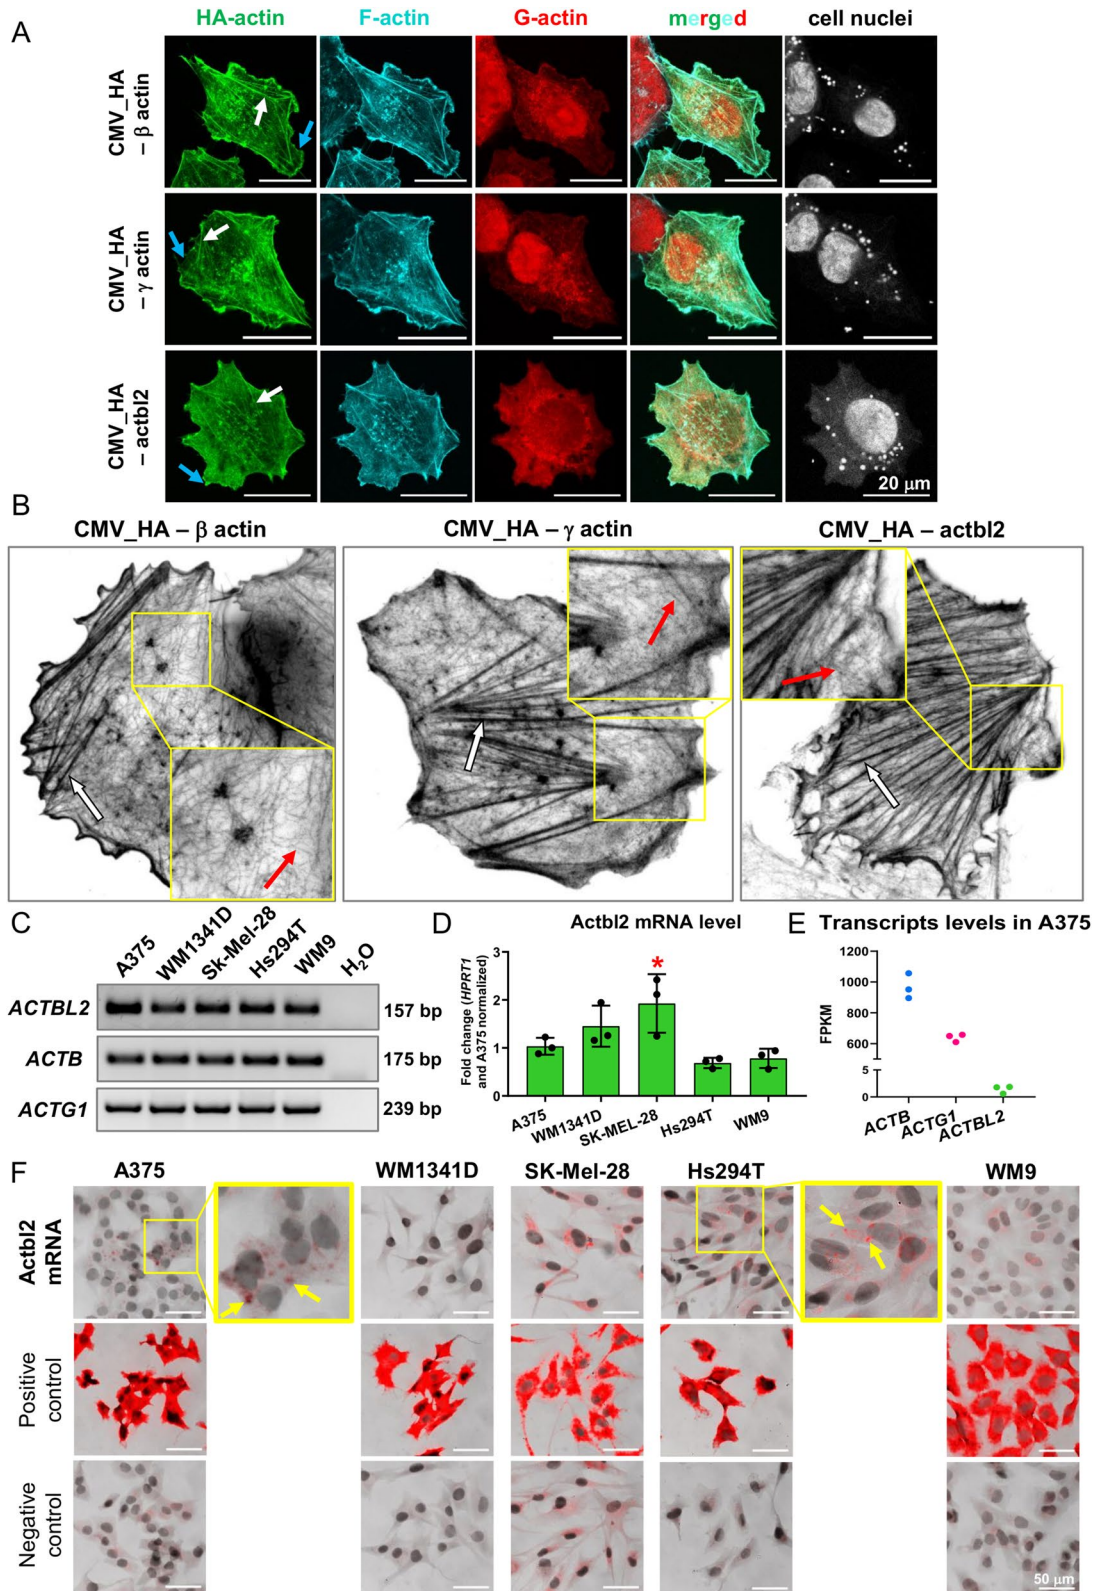 A
HA-actin F-actin G-actin merged cell nuclei
CMV_HA
– β actin
CMV_HA
– γ actin
CMV_HA
– actbl2
20 μm
B
CMV_HA – β actin CMV_HA – γ actin CMV_HA – actbl2
C
A375 WM1341D Sk-Mel-28 Hs294T WM9 H₂O
ACTBL2 157 bp
ACTB 175 bp
ACTG1 239 bp
D
Actbl2 mRNA level
Fold change (HPRT1
and A375 normalized)
3
2
1
0
*
A375 WM1341D SK-MEL-28 Hs294T WM9
E Transcripts levels in A375
FPKM
1200
1000
800
600
5
0
ACTB ACTG1 ACTBL2
F
A375 WM1341D SK-Mel-28 Hs294T WM9
Actbl2
mRNA
Positive
control
Negative
control
50 μm